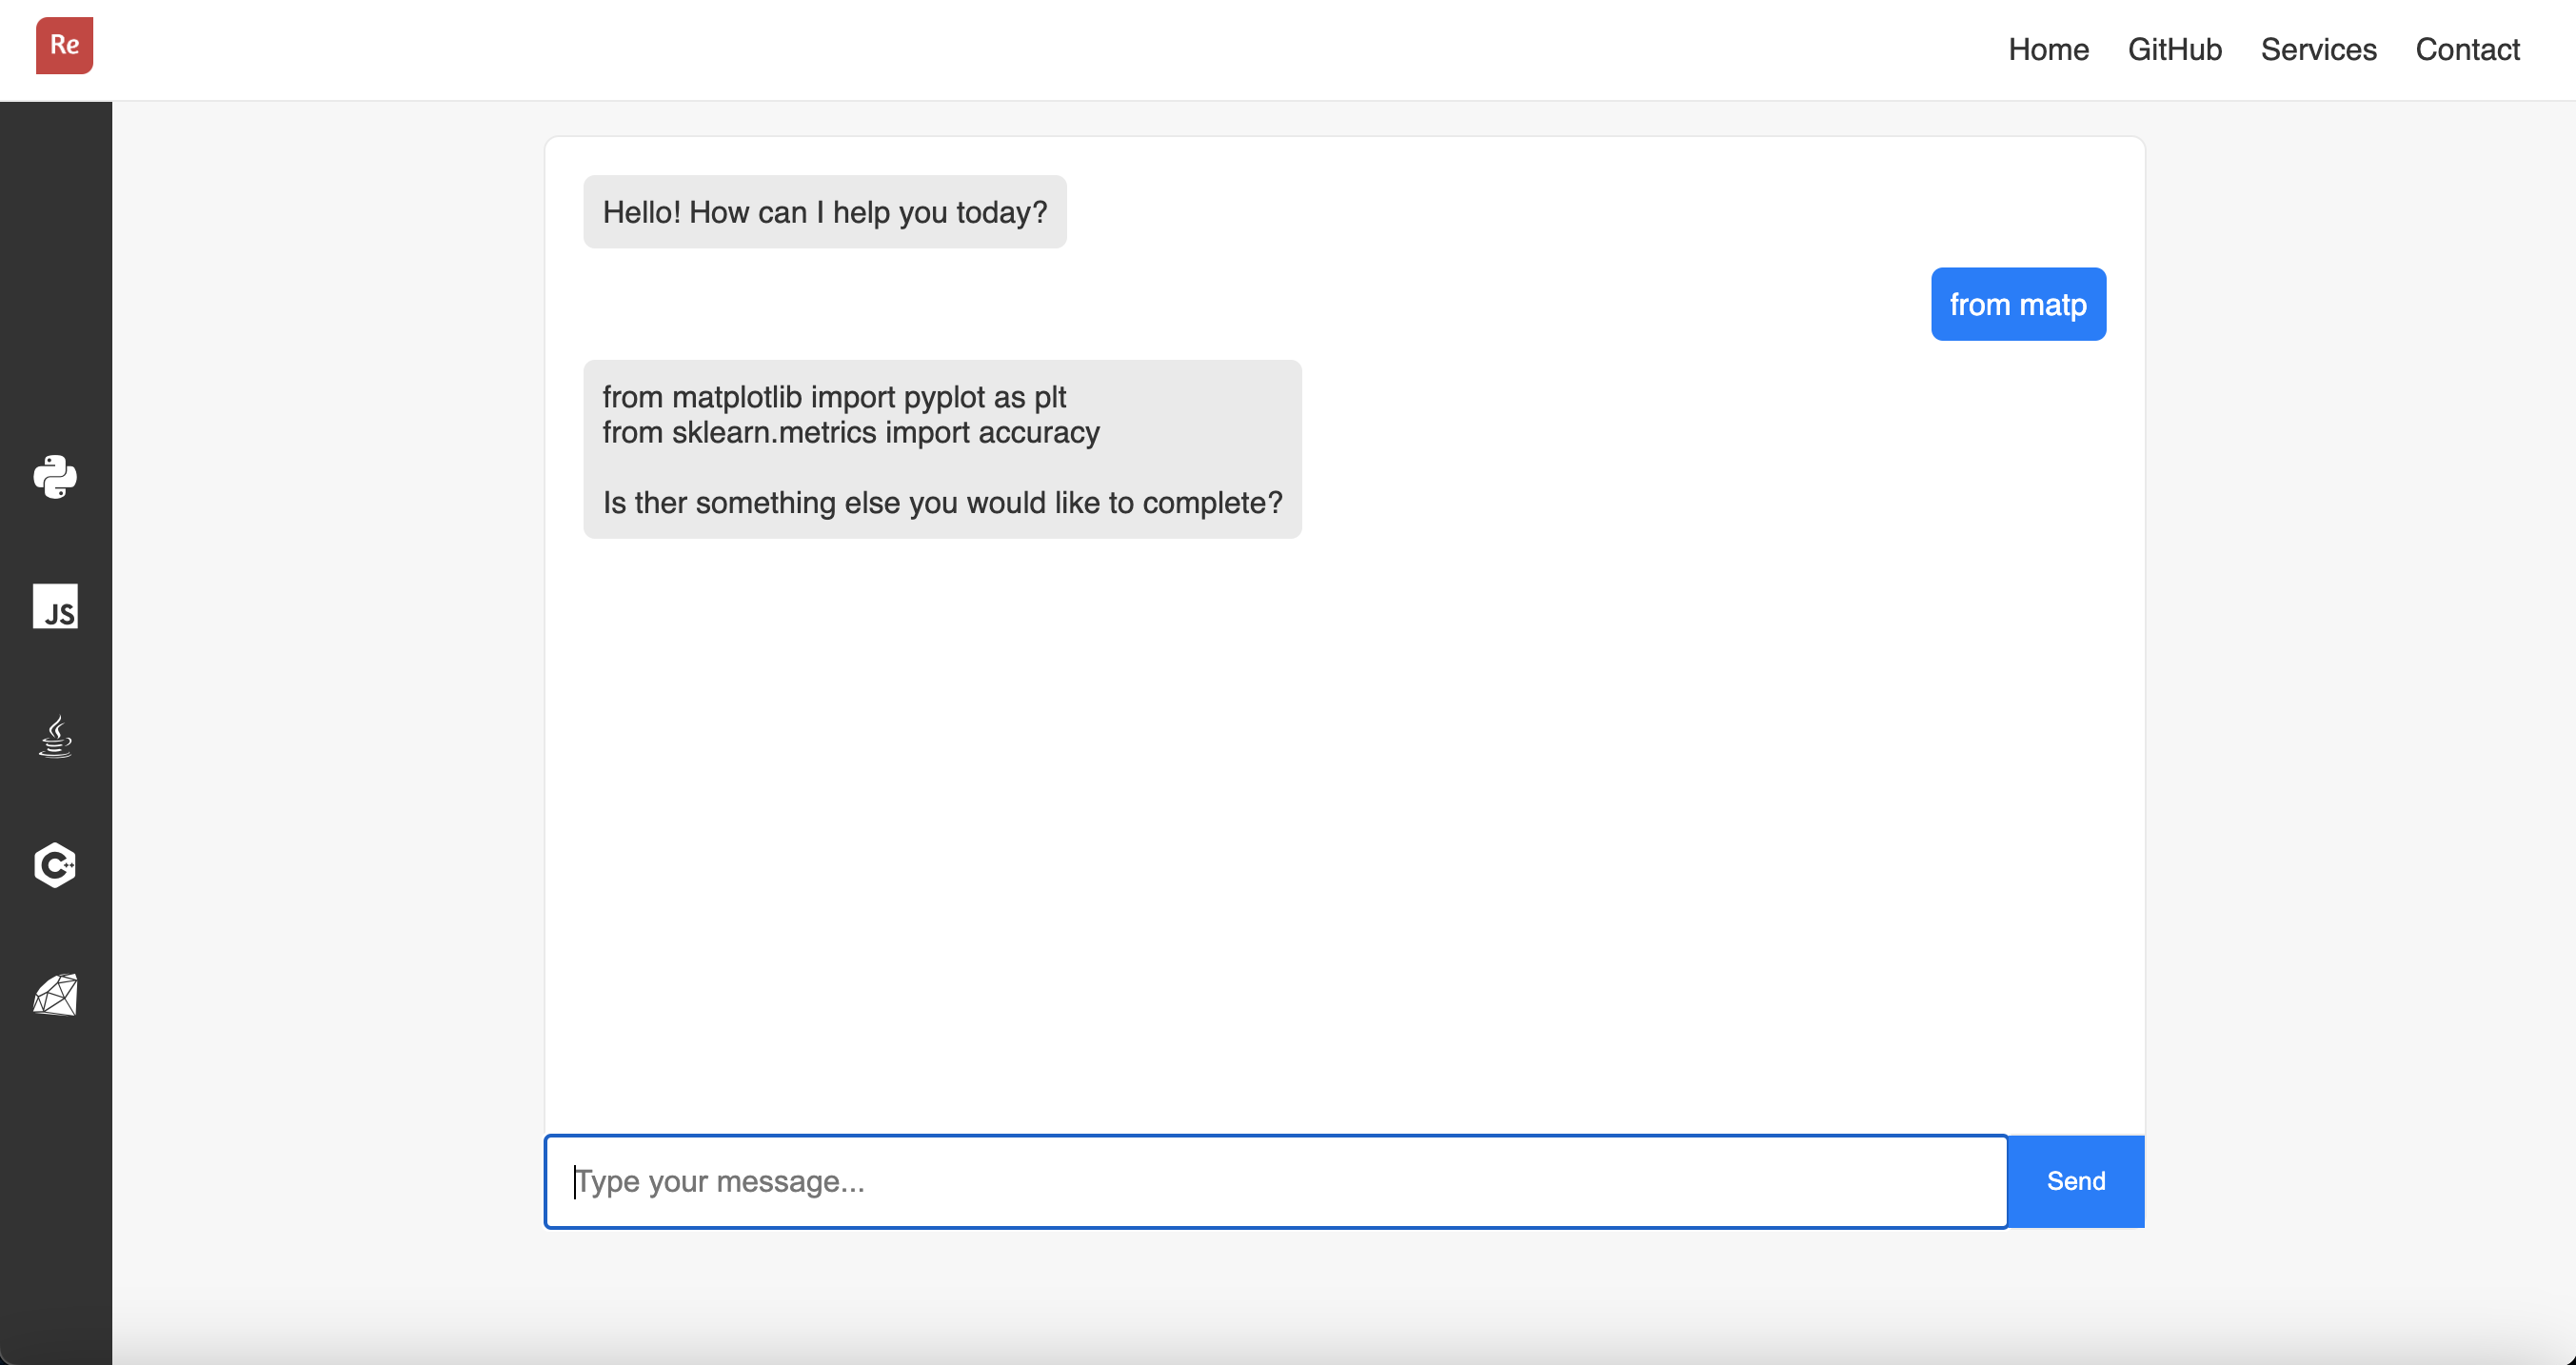 Re
Home GitHub Services Contact
Hello! How can I help you today?
from matp
from matplotlib import pyplot as plt
from sklearn.metrics import accuracy
Is ther something else you would like to complete?
JS
C++
Type your message...
Send